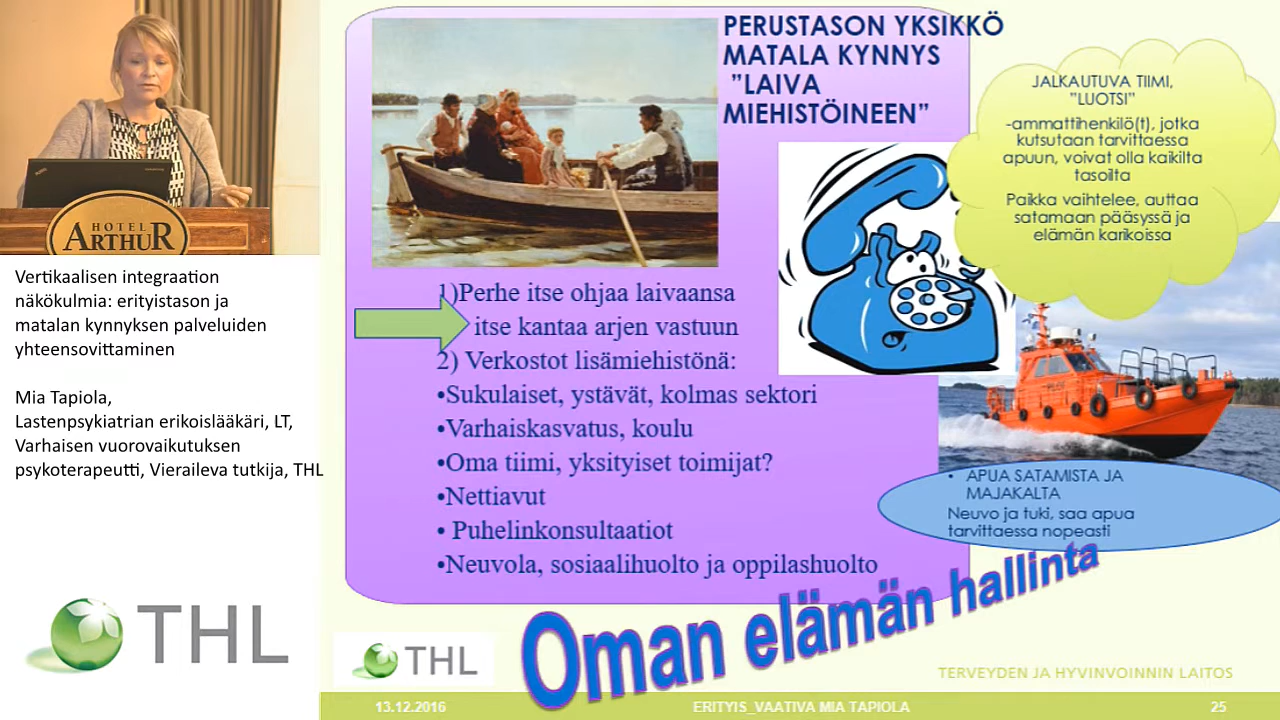 HOTEL
ARTHUR
Vertikaalisen integraation
näkökulmia: erityistason ja
matalan kynnyksen palveluiden
yhteensovittaminen
Mia Tapiola,
Lastenpsykiatrian erikoislääkäri, LT,
Varhaisen vuorovaikutuksen
psykoterapeutti, Vieraileva tutkija, THL
THL
PERUSTASON YKSIKKÖ
MATALA KYNNYS
”LAIVA
MIEHISTÖINEEN”
1)Perhe itse ohjaa laivaansa
itse kantaa arjen vastuun
2) Verkostot lisämiehistönä:
•Sukulaiset, ystävät, kolmas sektori
•Varhaiskasvatus, koulu
•Oma tiimi, yksityiset toimijat?
•Nettiavut
• Puhelinkonsultaatiot
•Neuvola, sosiaalihuolto ja oppilashuolto
JALKAUTUVA TIIMI,
”LUOTSI”
-ammattihenkilö(t), jotka
kutsutaan tarvittaessa
apuun, voivat olla kaikilta
tasoilta
Paikka vaihtelee, auttaa
satamaan pääsyssä ja
elämän karikoissa
• APUA SATAMISTA JA
MAJAKALTA
Neuvo ja tuki, saa apua
tarvittaessa nopeasti
Oman elämän hallinta
THL
TERVEYDEN JA HYVINVOINNIN LAITOS
13.12.2016
ERITYIS_VAATIVA MIA TAPIOLA
25